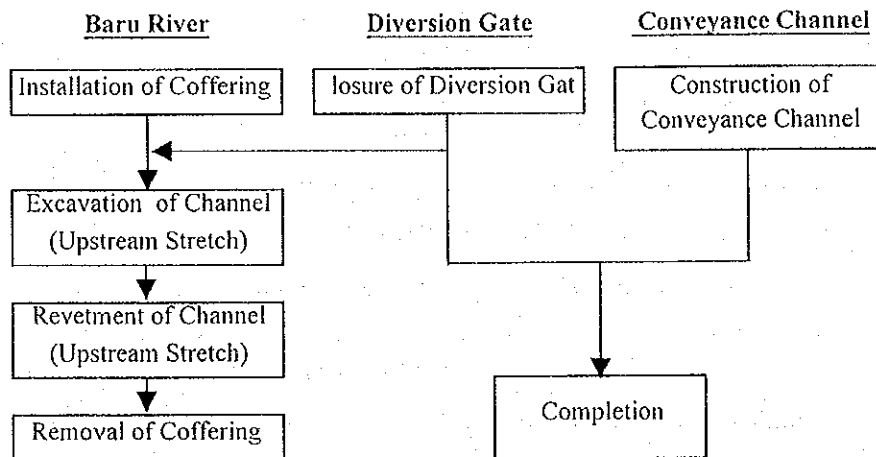 Baru River
Diversion Gate
Conveyance Channel
Installation of Coffering
losure of Diversion Gat
Construction of
Conveyance Channel
Excavation of Channel
(Upstream Stretch)
Revetment of Channel
(Upstream Stretch)
Completion
Removal of Coffering